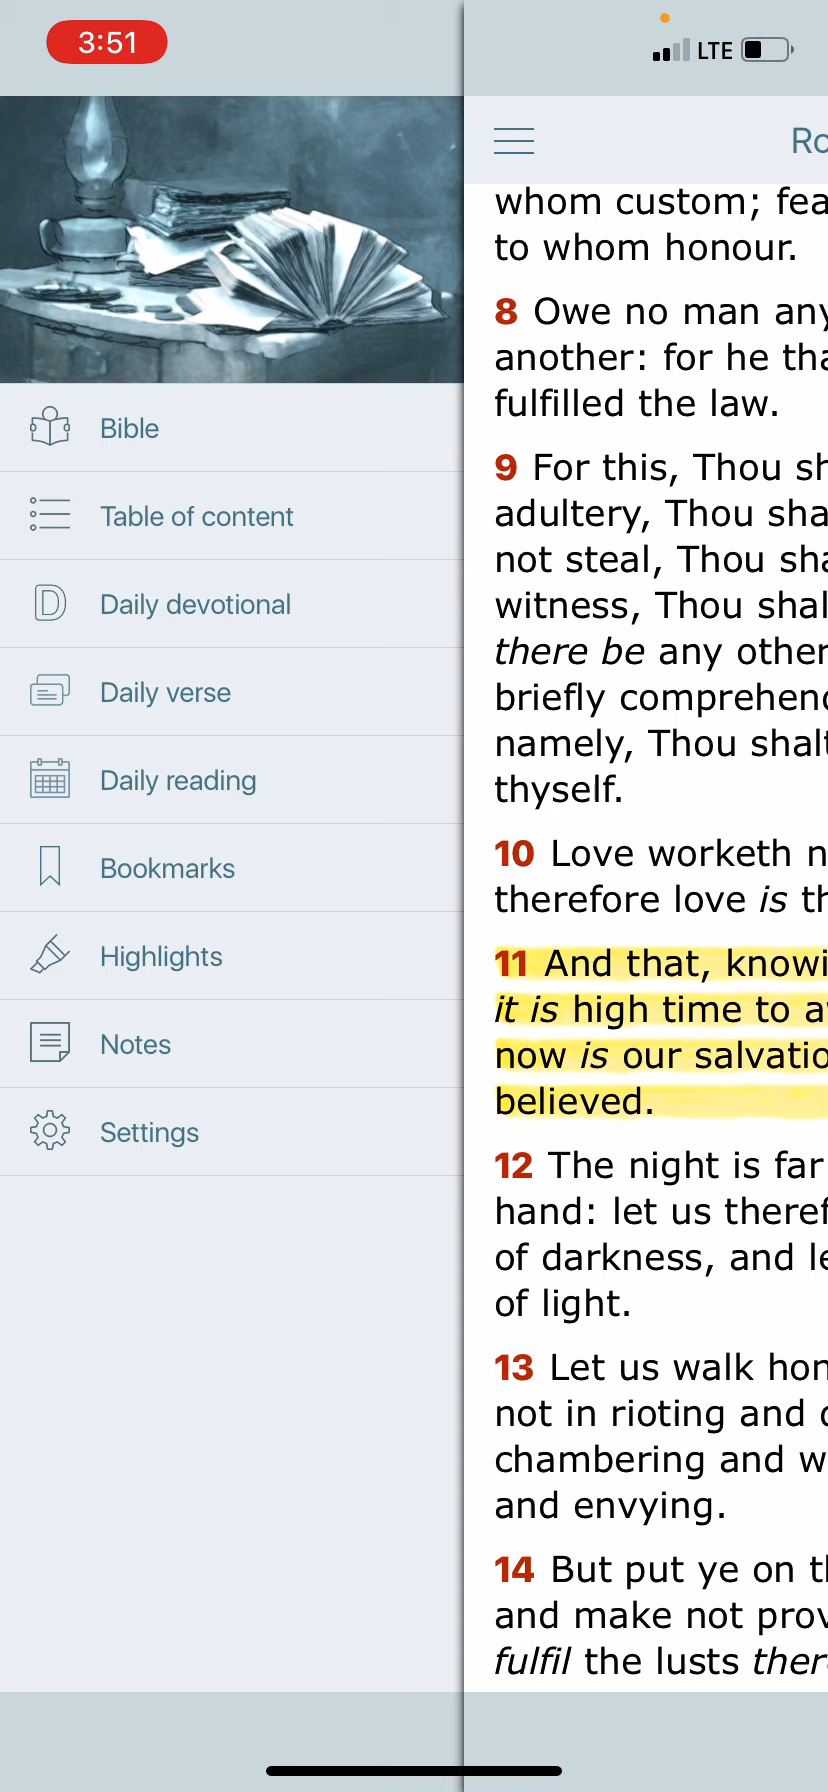 3:51
LTE
Bible
Table of content
Daily devotional
Daily verse
Daily reading
Bookmarks
Highlights
Notes
Settings
whom custom; fea
to whom honour.
8 Owe no man any
another: for he tha
fulfilled the law.
9 For this, Thou sh
adultery, Thou sha
not steal, Thou sha
witness, Thou shal
there be any other
briefly comprehend
namely, Thou shalt
thyself.
10 Love worketh n
therefore love is th
11 And that, knowi
it is high time to aw
now is our salvatio
believed.
12 The night is far
hand: let us theref
of darkness, and le
of light.
13 Let us walk hon
not in rioting and d
chambering and w
and envying.
14 But put ye on th
and make not prov
fulfil the lusts there